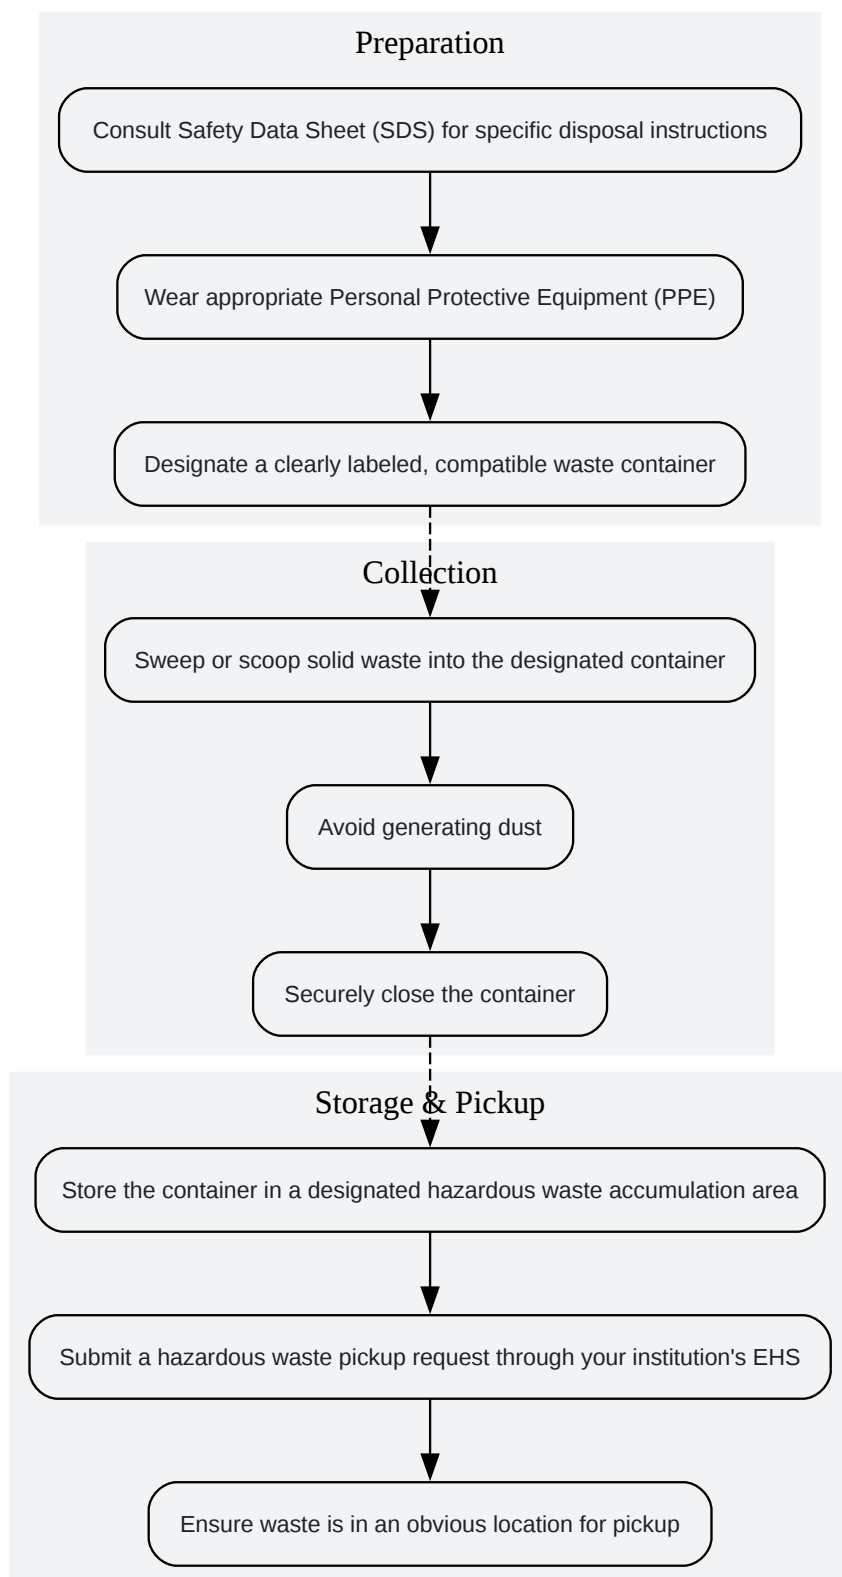 Preparation
Consult Safety Data Sheet (SDS) for specific disposal instructions
Wear appropriate Personal Protective Equipment (PPE)
Designate a clearly labeled, compatible waste container
Collection
Sweep or scoop solid waste into the designated container
Avoid generating dust
Securely close the container
Storage & Pickup
Store the container in a designated hazardous waste accumulation area
Submit a hazardous waste pickup request through your institution's EHS
Ensure waste is in an obvious location for pickup